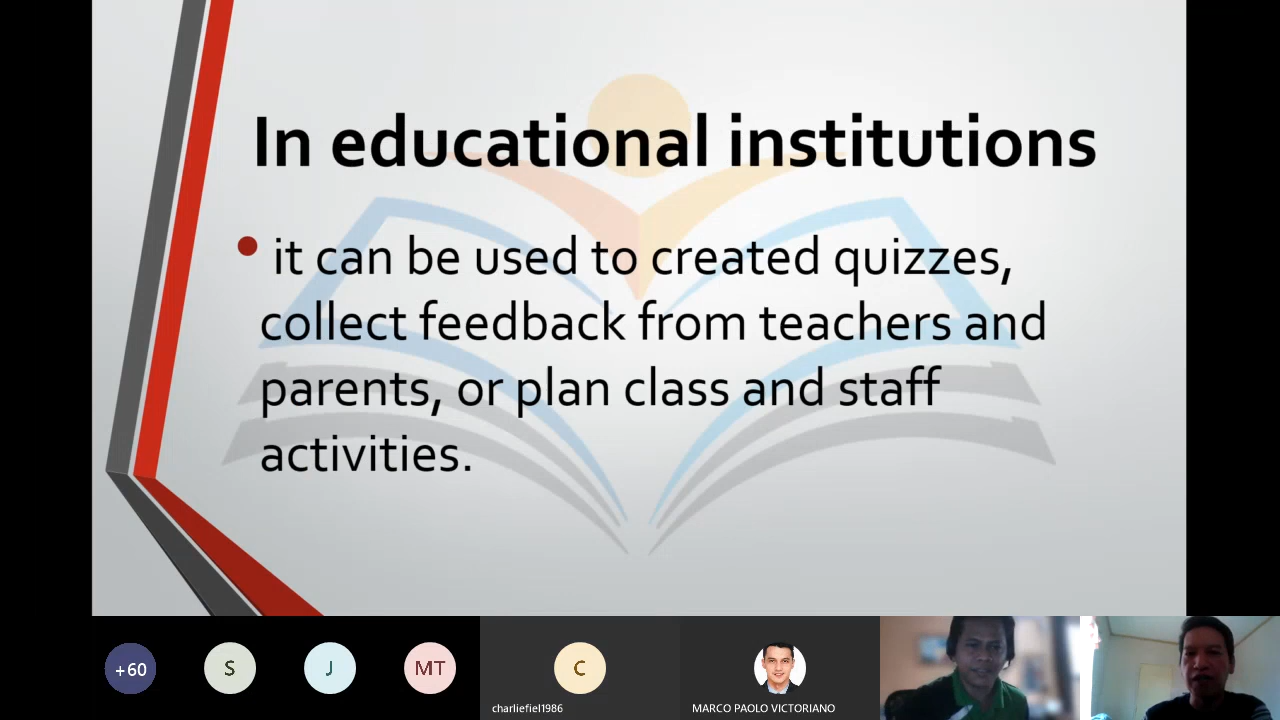 In educational institutions
• it can be used to created quizzes,
collect feedback from teachers and
parents, or plan class and staff
activities.
+60
S
J
MT
C
charliefiel1986
MARCO PAOLO VICTORIANO